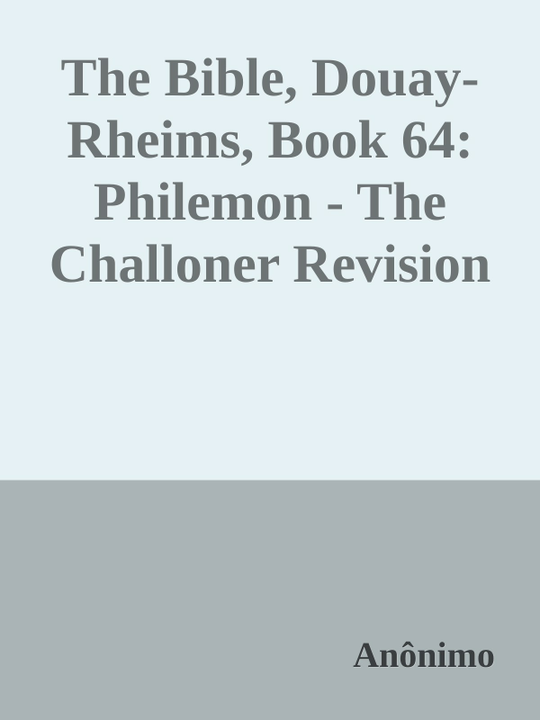 The Bible, Douay-
Rheims, Book 64:
Philemon - The
Challoner Revision
Anônimo